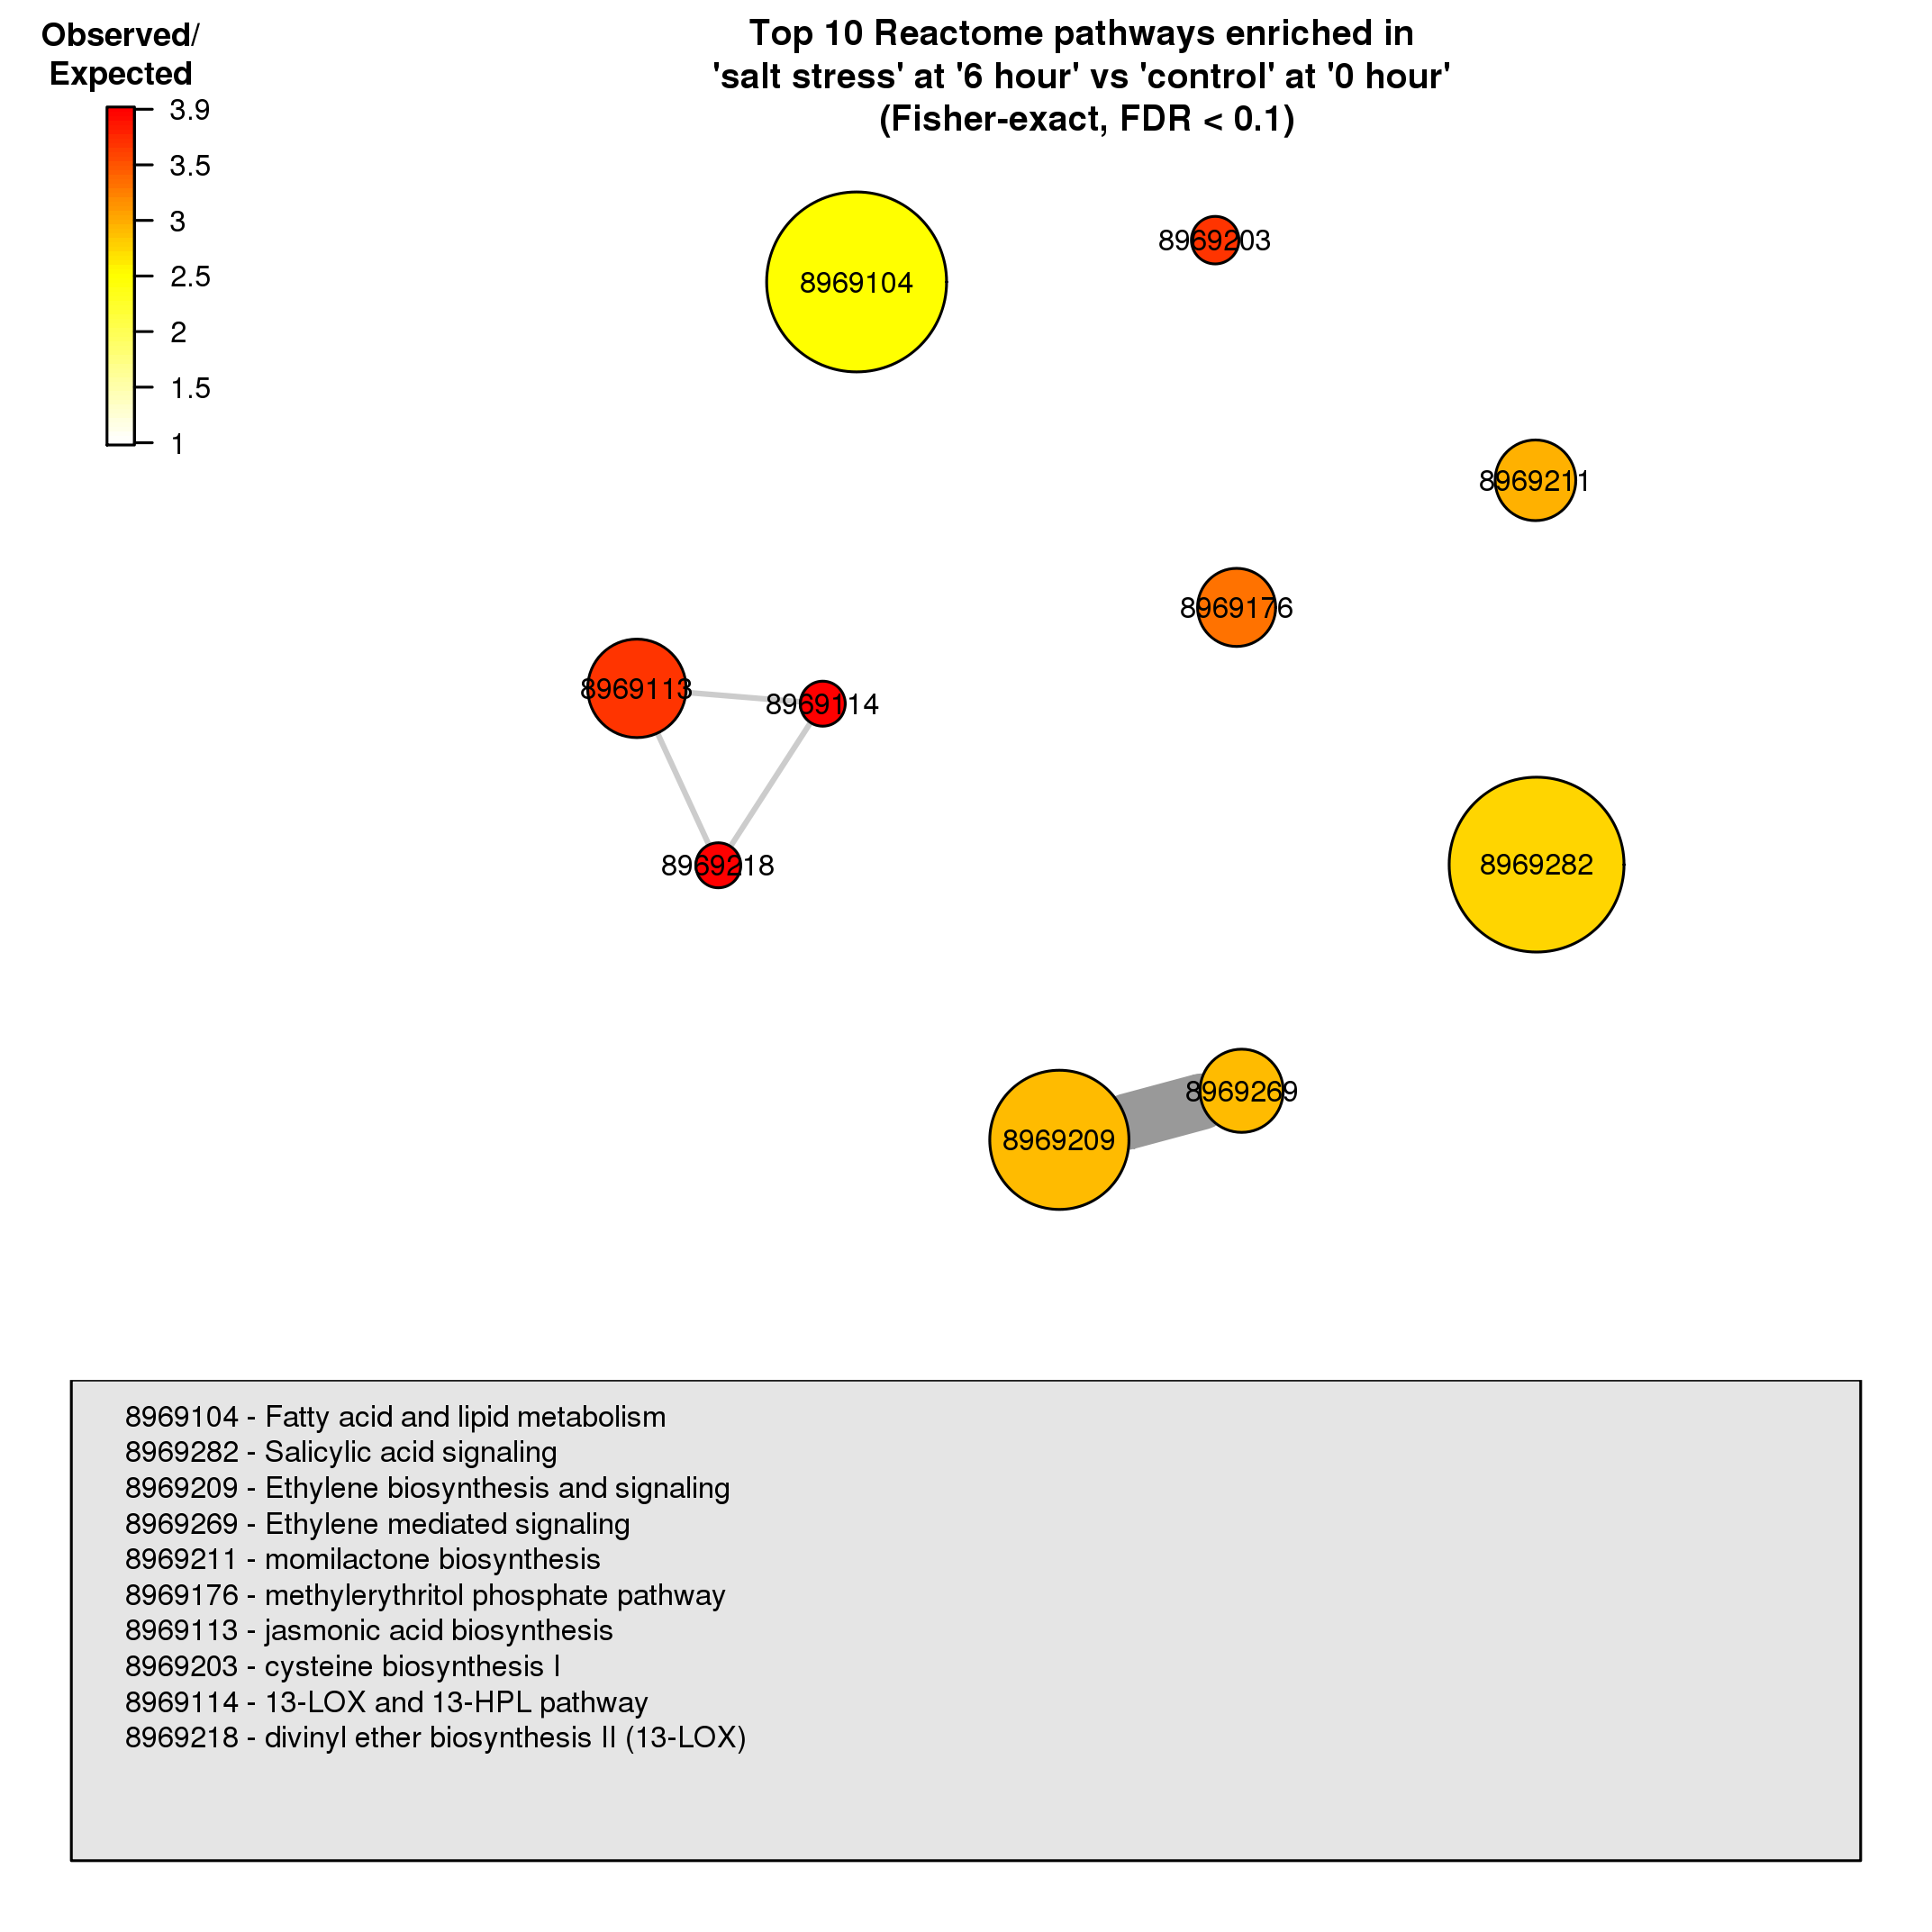 Observed/
Expected
3.9
3.5
3
2.5
2
1.5
1
Top 10 Reactome pathways enriched in
'salt stress' at '6 hour' vs 'control' at '0 hour'
(Fisher-exact, FDR < 0.1)
8969203
8969104
8969211
8969176
8969113
8969114
8969218
8969282
8969269
8969209
8969104 - Fatty acid and lipid metabolism
8969282 - Salicylic acid signaling
8969209 - Ethylene biosynthesis and signaling
8969269 - Ethylene mediated signaling
8969211 - momilactone biosynthesis
8969176 - methylerythritol phosphate pathway
8969113 - jasmonic acid biosynthesis
8969203 - cysteine biosynthesis I
8969114 - 13-LOX and 13-HPL pathway
8969218 - divinyl ether biosynthesis II (13-LOX)